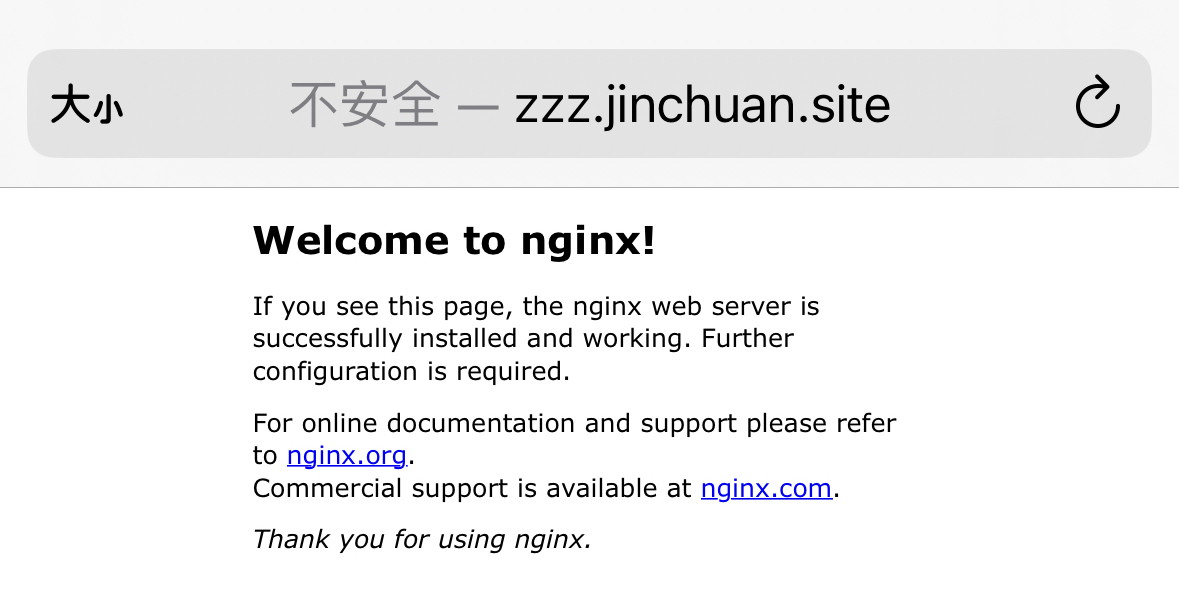 大小 不安全 — zzz.jinchuan.site
Welcome to nginx!
If you see this page, the nginx web server is
successfully installed and working. Further
configuration is required.
For online documentation and support please refer
to nginx.org.
Commercial support is available at nginx.com.
Thank you for using nginx.